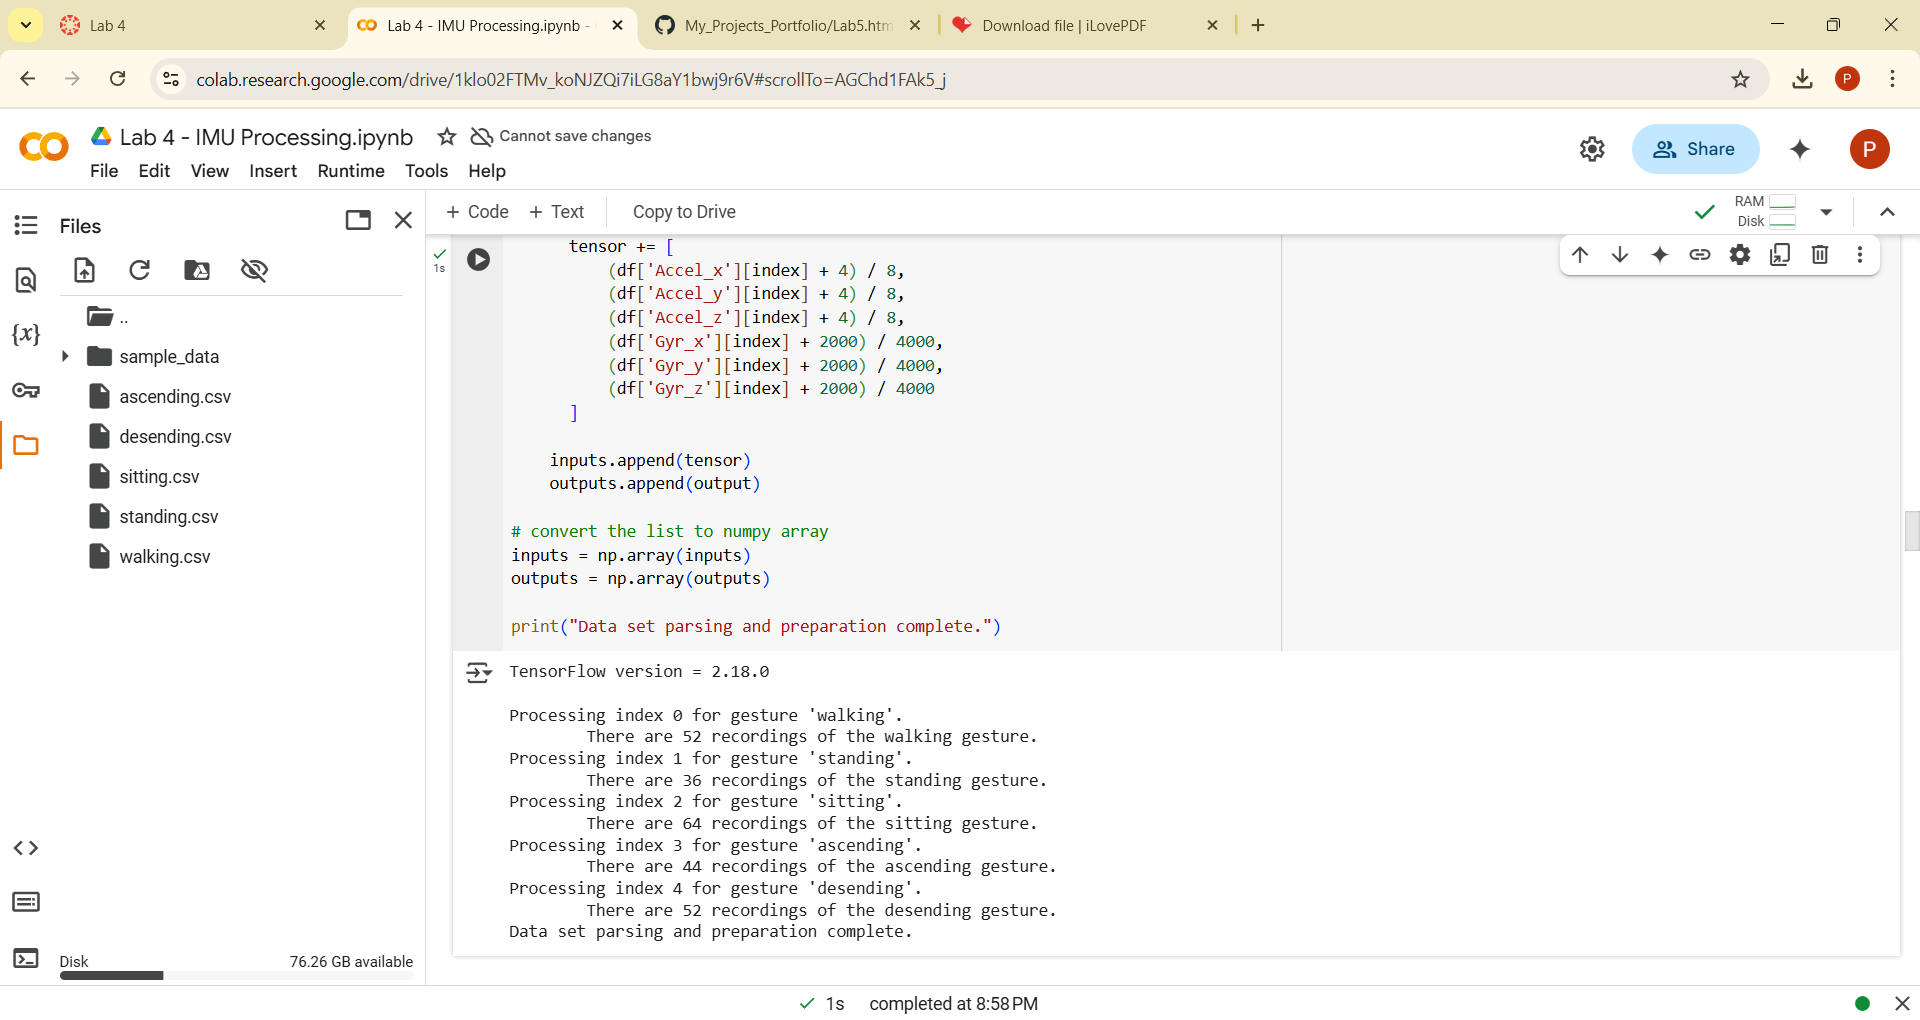 Lab 4
Lab 4 - IMU Processing.ipynb -
My_Projects_Portfolio/Lab5.htm
Download file | iLovePDF
colab.research.google.com/drive/1klo02FTMv_koNJZQi7iLG8aY1bwj9r6V#scrollTo=AGChd1FAk5_j
P
Lab 4 - IMU Processing.ipynb
Cannot save changes
File Edit View Insert Runtime Tools Help
Share
P
Files
+ Code + Text Copy to Drive
RAM
Disk
..
sample_data
ascending.csv
desending.csv
sitting.csv
standing.csv
walking.csv
{x}
Disk 76.26 GB available
1s
tensor += [
(df['Accel_x'][index] + 4) / 8,
(df['Accel_y'][index] + 4) / 8,
(df['Accel_z'][index] + 4) / 8,
(df['Gyr_x'][index] + 2000) / 4000,
(df['Gyr_y'][index] + 2000) / 4000,
(df['Gyr_z'][index] + 2000) / 4000
]
inputs.append(tensor)
outputs.append(output)
# convert the list to numpy array
inputs = np.array(inputs)
outputs = np.array(outputs)
print("Data set parsing and preparation complete.")
TensorFlow version = 2.18.0
Processing index 0 for gesture 'walking'.
There are 52 recordings of the walking gesture.
Processing index 1 for gesture 'standing'.
There are 36 recordings of the standing gesture.
Processing index 2 for gesture 'sitting'.
There are 64 recordings of the sitting gesture.
Processing index 3 for gesture 'ascending'.
There are 44 recordings of the ascending gesture.
Processing index 4 for gesture 'desending'.
There are 52 recordings of the desending gesture.
Data set parsing and preparation complete.
1s completed at 8:58 PM